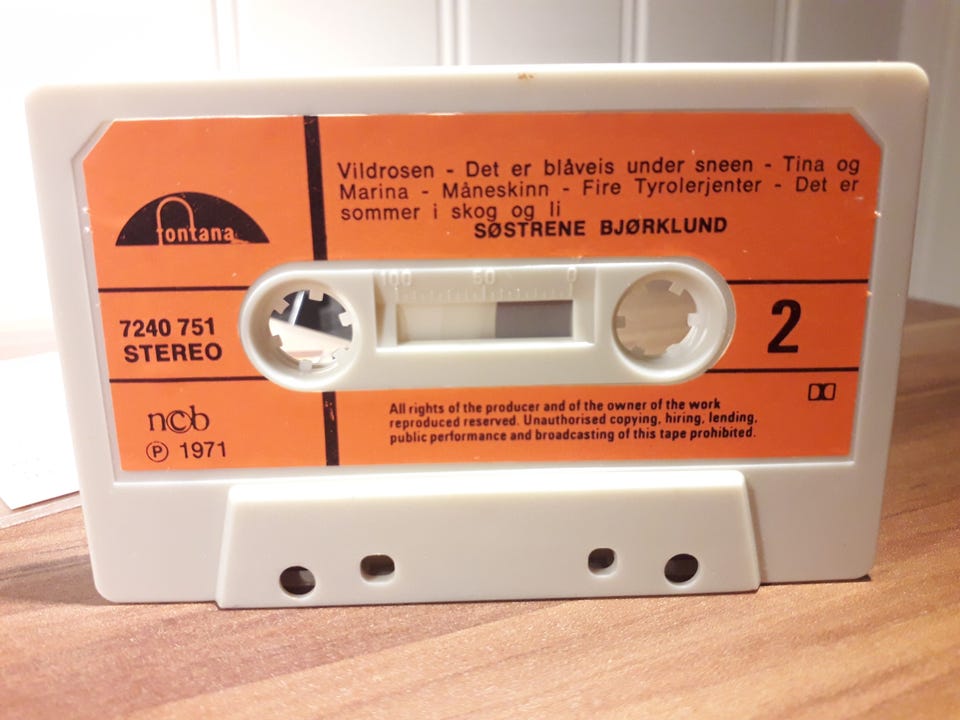 Vildrosen - Det er blåveis under sneen - Tina og
Marina - Måneskinn - Fire Tyrolerjenter - Det er
sommer i skog og li
SØSTRENE BJØRKLUND
fontana
100 50 0
7240 751
STEREO
2
ncb
℗ 1971
All rights of the producer and of the owner of the work
reproduced reserved. Unauthorised copying, hiring, lending,
public performance and broadcasting of this tape prohibited.